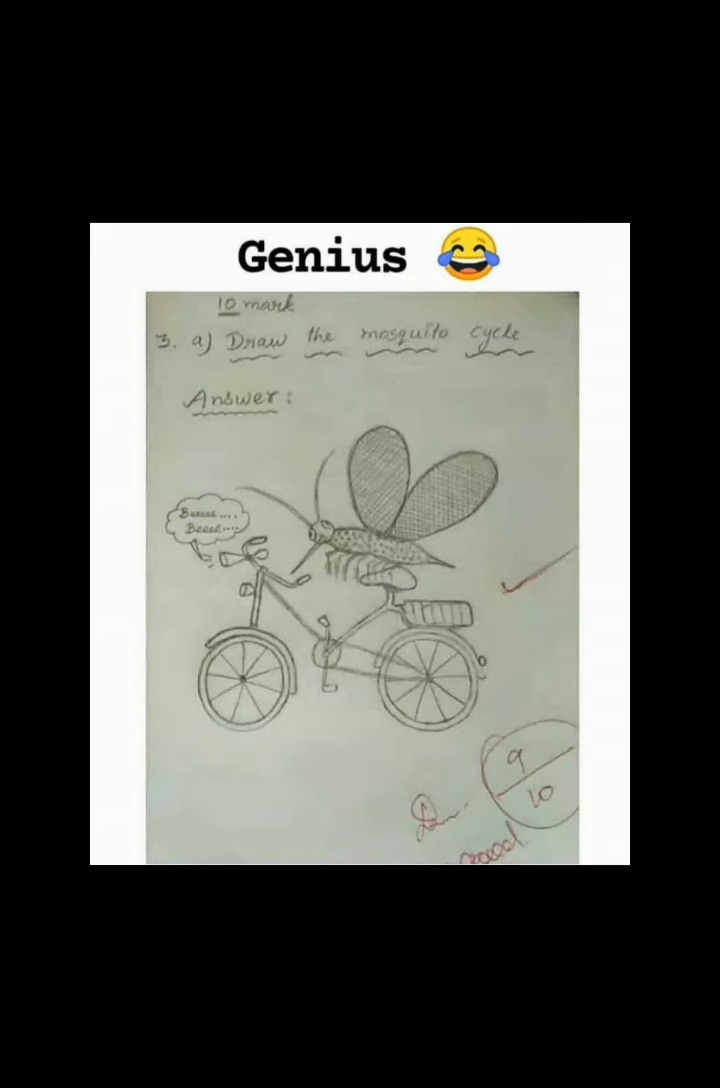 Genius 😂
10 mark
3. a) Draw the mosquito cycle
Answer:
9
10